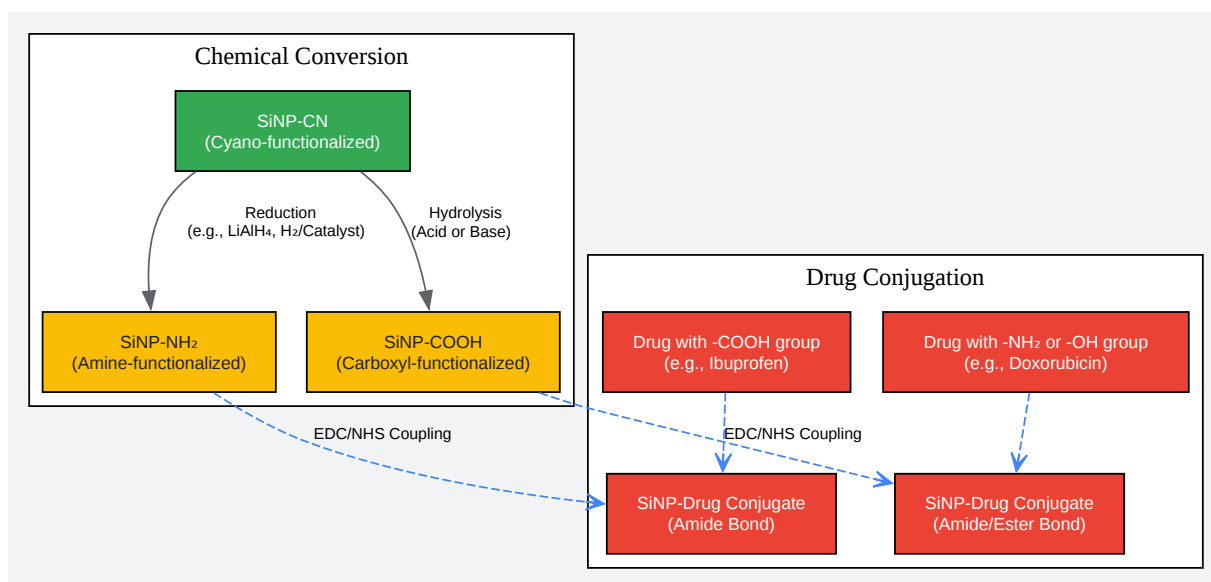 Chemical Conversion
SiNP-CN
(Cyano-functionalized)
Reduction
(e.g., LiAlH₄, H₂/Catalyst)
Hydrolysis
(Acid or Base)
SiNP-NH₂
(Amine-functionalized)
SiNP-COOH
(Carboxyl-functionalized)
Drug Conjugation
Drug with -COOH group
(e.g., Ibuprofen)
Drug with -NH₂ or -OH group
(e.g., Doxorubicin)
EDC/NHS Coupling
EDC/NHS Coupling
SiNP-Drug Conjugate
(Amide Bond)
SiNP-Drug Conjugate
(Amide/Ester Bond)